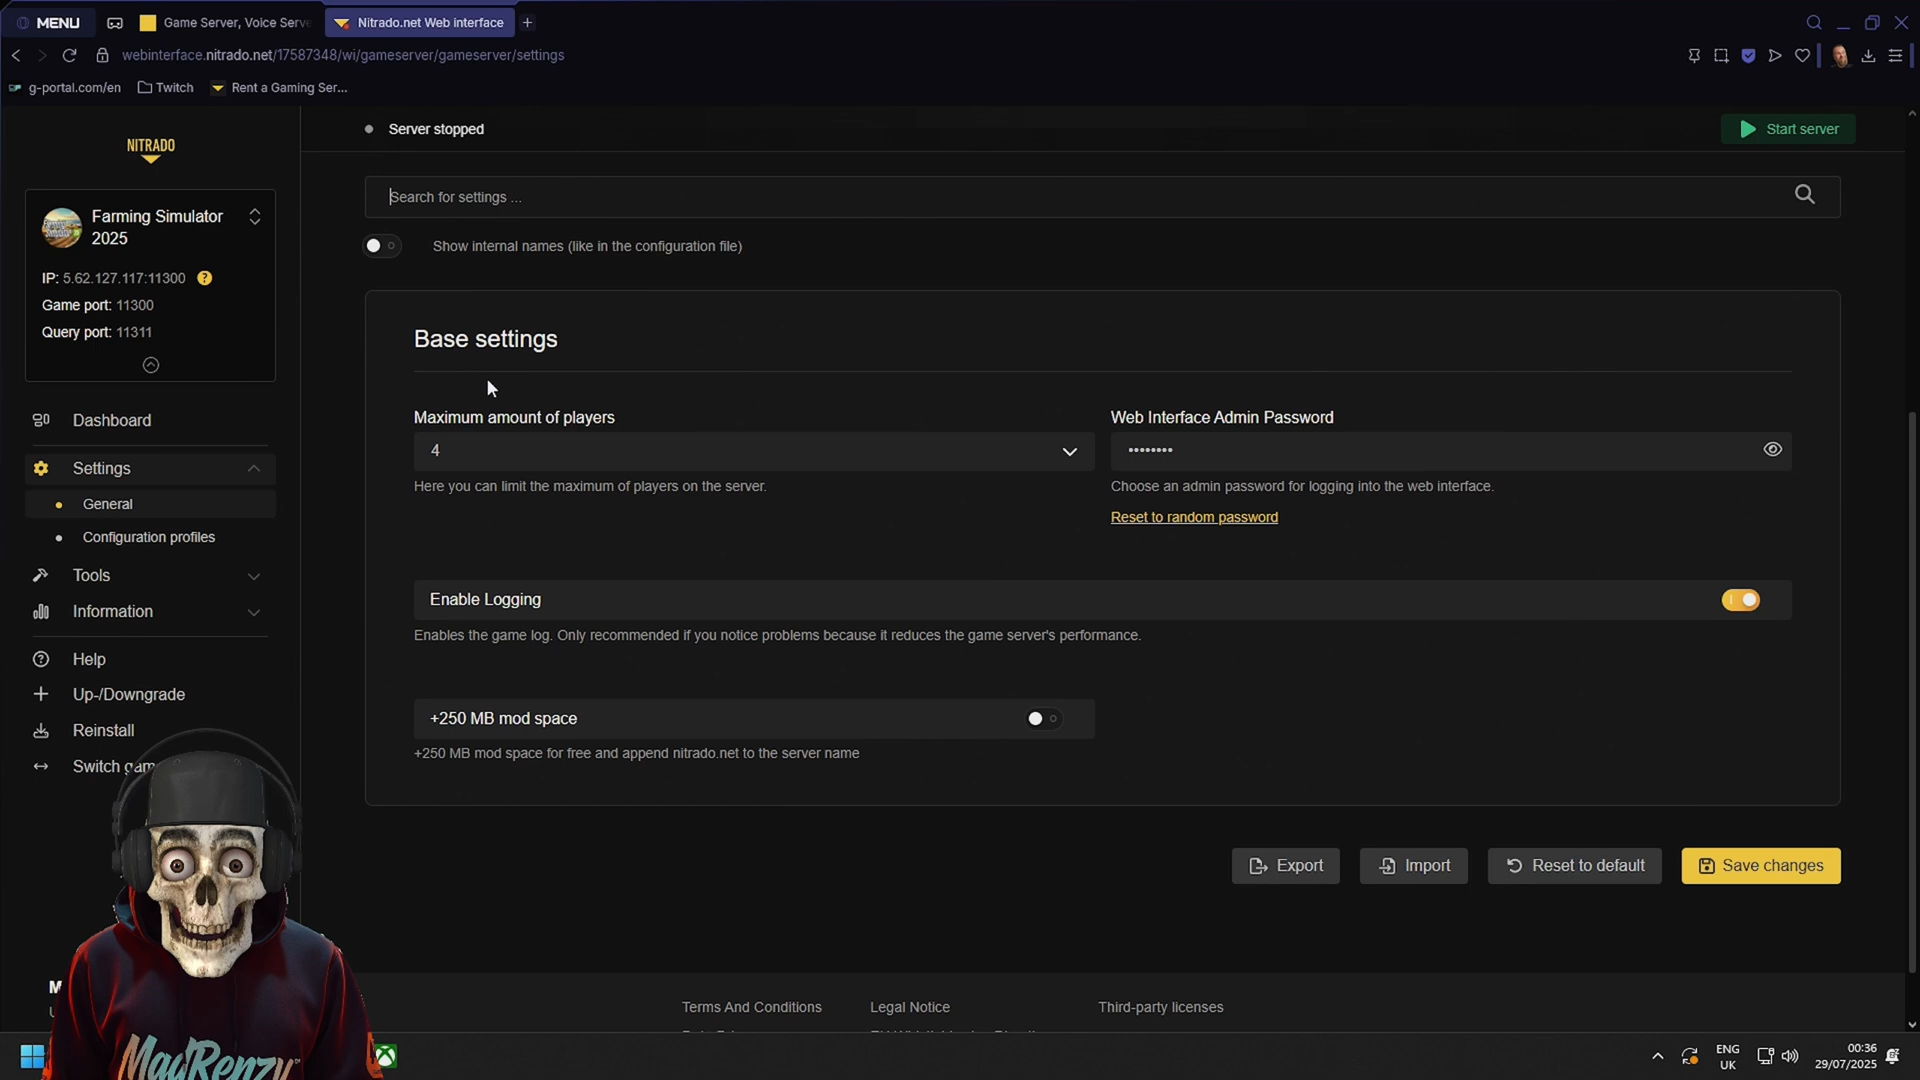 MENU
Game Server, Voice Serve
Nitrado.net Web interface
webinterface.nitrado.net/17587348/wi/gameserver/gameserver/settings
g-portal.com/en
Twitch
Rent a Gaming Ser...
NITRADO
Server stopped
Start server
Farming Simulator
2025
IP: 5.62.127.117:11300
Game port: 11300
Query port: 11311
Search for settings ...
Show internal names (like in the configuration file)
Dashboard
Settings
General
Configuration profiles
Tools
Information
Help
Up-/Downgrade
Reinstall
Switch gam
Base settings
Maximum amount of players
4
Here you can limit the maximum of players on the server.
Web Interface Admin Password
••••••••
Choose an admin password for logging into the web interface.
Reset to random password
Enable Logging
Enables the game log. Only recommended if you notice problems because it reduces the game server's performance.
+250 MB mod space
+250 MB mod space for free and append nitrado.net to the server name
Export
Import
Reset to default
Save changes
Terms And Conditions
Legal Notice
Third-party licenses
MadRenzy
ENG
UK
00:36
29/07/2025